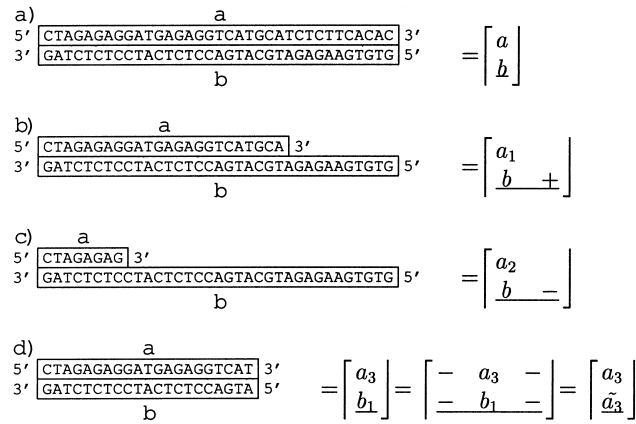 a)
a
5′ CTAGAGAGGATGAGAGGTCATGCATCTCTTCACAC 3′
3′ GATCTCTCCTACTCTCCAGTACGTAGAGAAGTGTG 5′
b
= ⌈ a ⌉
⌊ b ⌋
b)
a
5′ CTAGAGAGGATGAGAGGTCATGCA 3′
3′ GATCTCTCCTACTCTCCAGTACGTAGAGAAGTGTG 5′
b
= ⌈ a₁
b + ⌋
c)
a
5′ CTAGAGAG 3′
3′ GATCTCTCCTACTCTCCAGTACGTAGAGAAGTGTG 5′
b
= ⌈ a₂
b − ⌋
d)
a
5′ CTAGAGAGGATGAGAGGTCAT 3′
3′ GATCTCTCCTACTCTCCAGTA 5′
b
= ⌈ a₃ = ⌈ − a₃ − = ⌈ a₃
b₁ ⌋ − b₁ − ⌋ ã₃ ⌋